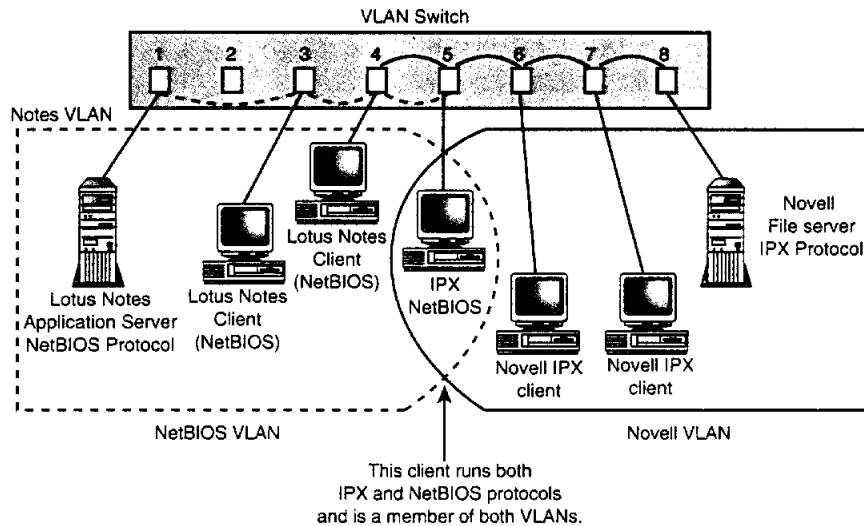 VLAN Switch
1 2 3 4 5 6 7 8
Notes VLAN
Lotus Notes
Application Server
NetBIOS Protocol
Lotus Notes
Client
(NetBIOS)
Lotus Notes
Client
(NetBIOS)
IPX
NetBIOS
Novell IPX
client
Novell IPX
client
Novell
File server
IPX Protocol
NetBIOS VLAN
Novell VLAN
This client runs both
IPX and NetBIOS protocols
and is a member of both VLANs.